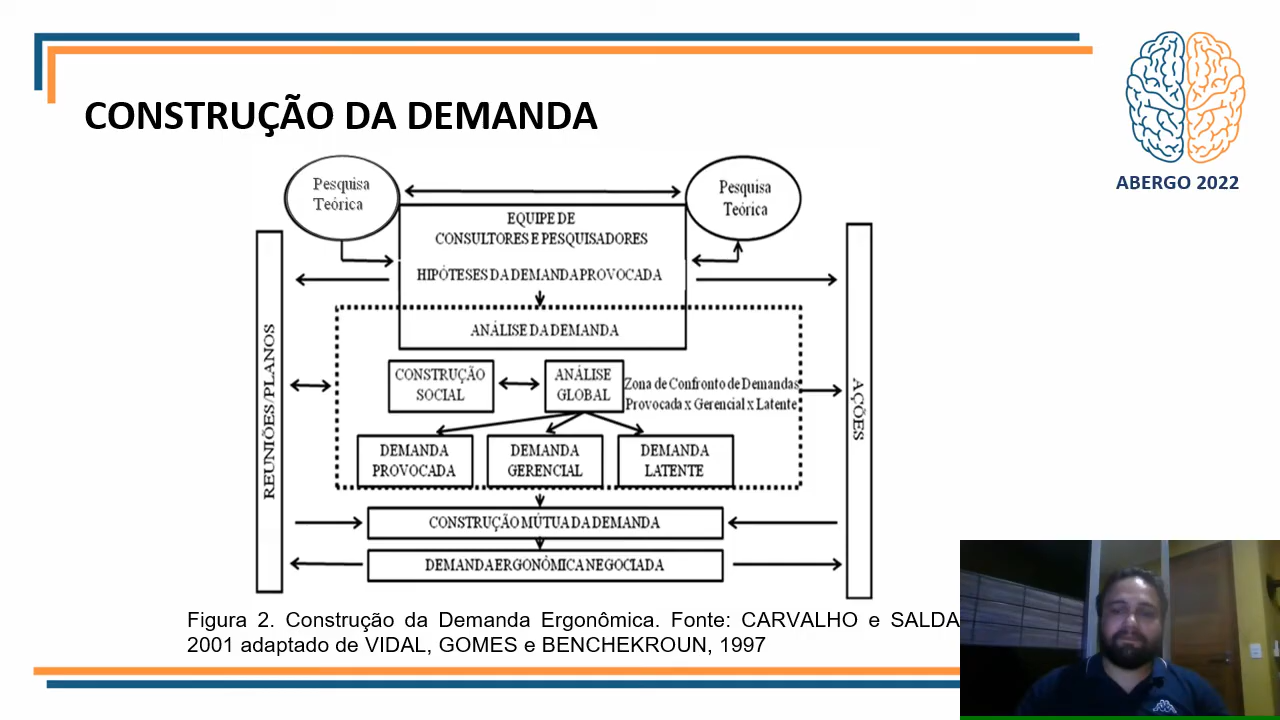 CONSTRUÇÃO DA DEMANDA
ABERGO 2022
Pesquisa
Teórica
Pesquisa
Teórica
EQUIPE DE
CONSULTORES E PESQUISADORES
HIPÓTESES DA DEMANDA PROVOCADA
ANÁLISE DA DEMANDA
REUNIÕES/PLANOS
CONSTRUÇÃO
SOCIAL
ANÁLISE
GLOBAL
Zona de Confronto de Demandas
Provocada x Gerencial x Latente
AÇÕES
DEMANDA
PROVOCADA
DEMANDA
GERENCIAL
DEMANDA
LATENTE
CONSTRUÇÃO MÚTUA DA DEMANDA
DEMANDA ERGONÔMICA NEGOCIADA
Figura 2. Construção da Demanda Ergonômica. Fonte: CARVALHO e SALDA
2001 adaptado de VIDAL, GOMES e BENCHEKROUN, 1997